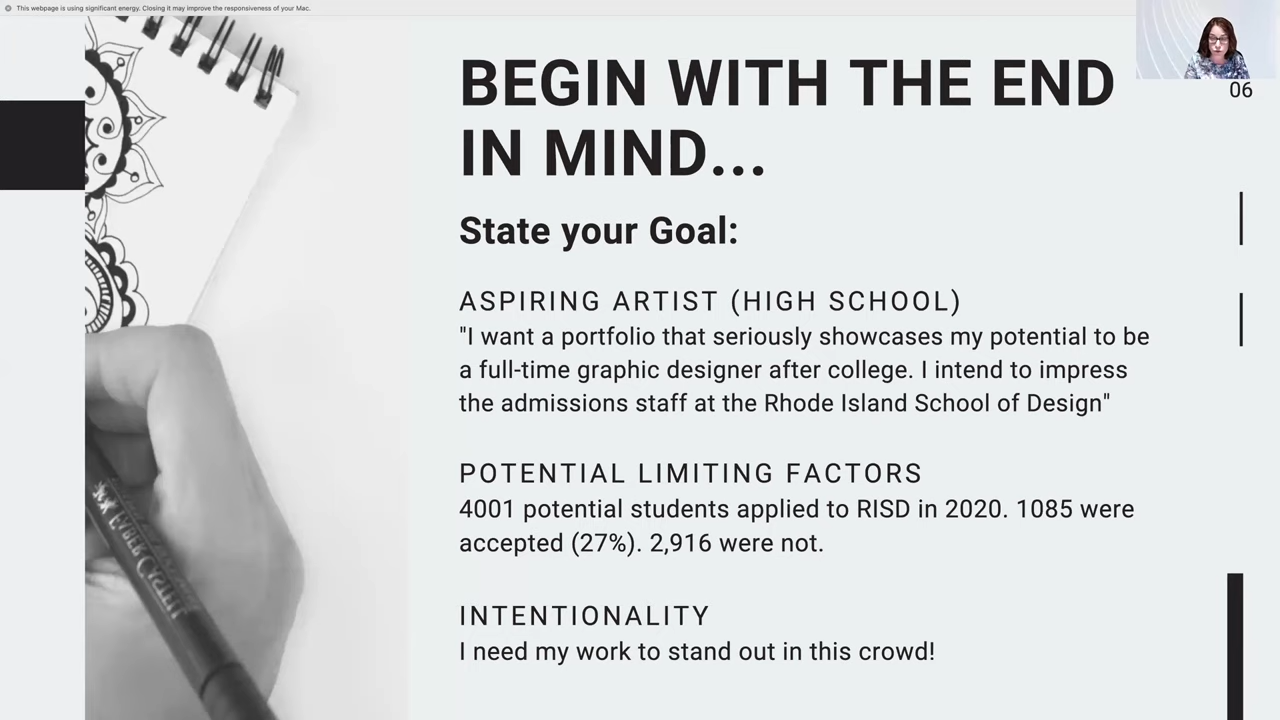 This webpage is using significant energy. Closing it may improve the responsiveness of your Mac.
BEGIN WITH THE END
IN MIND...
06
State your Goal:
ASPIRING ARTIST (HIGH SCHOOL)
"I want a portfolio that seriously showcases my potential to be
a full-time graphic designer after college. I intend to impress
the admissions staff at the Rhode Island School of Design"
POTENTIAL LIMITING FACTORS
4001 potential students applied to RISD in 2020. 1085 were
accepted (27%). 2,916 were not.
INTENTIONALITY
I need my work to stand out in this crowd!